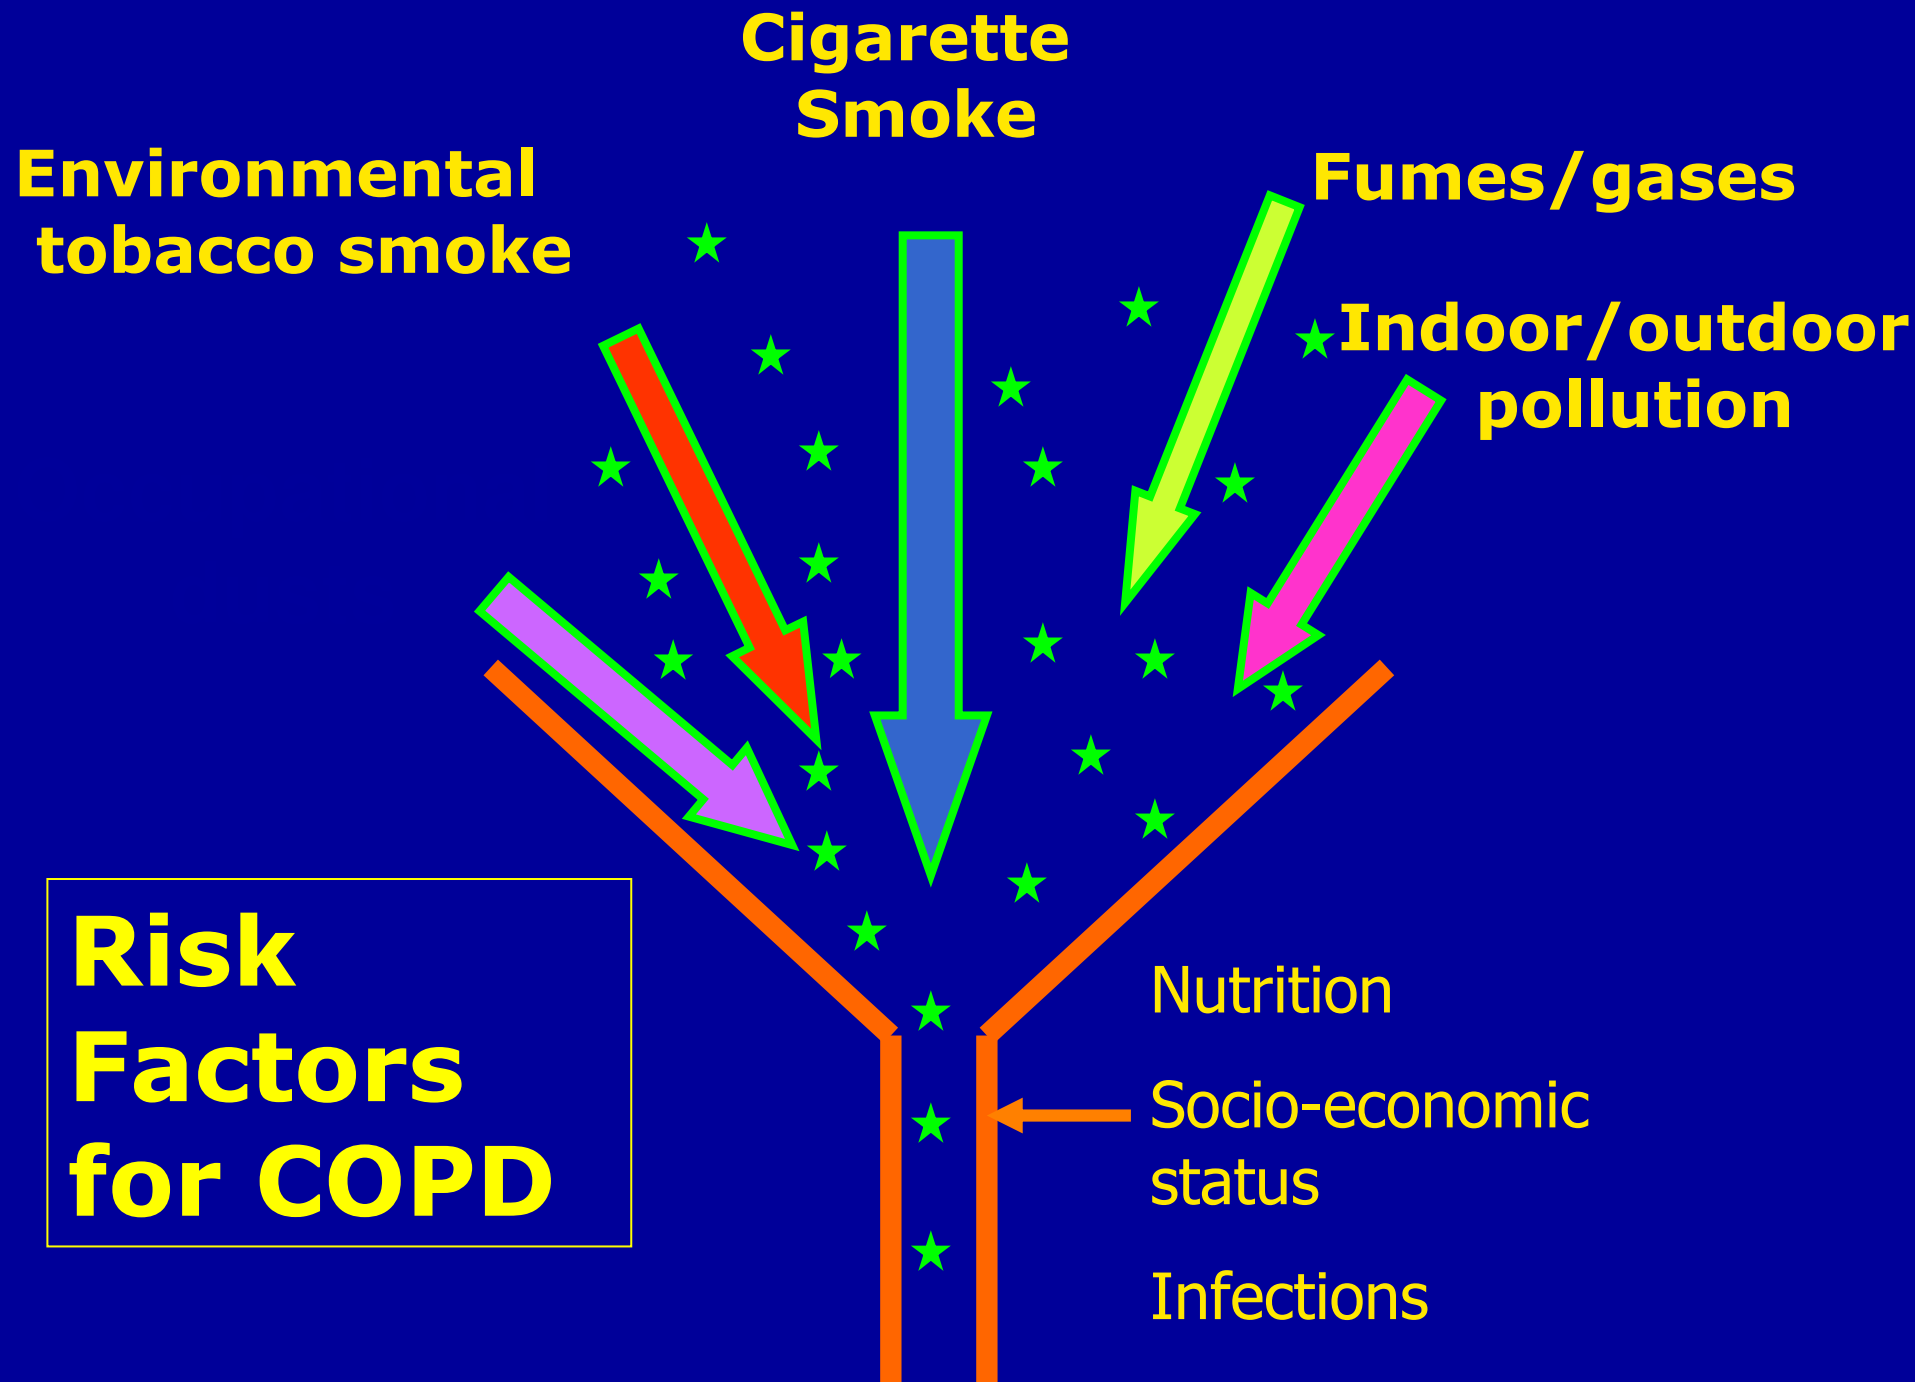 Cigarette
Smoke
Environmental
tobacco smoke
Fumes/gases
Indoor/outdoor
pollution
Risk
Factors
for COPD
Nutrition
Socio-economic
status
Infections